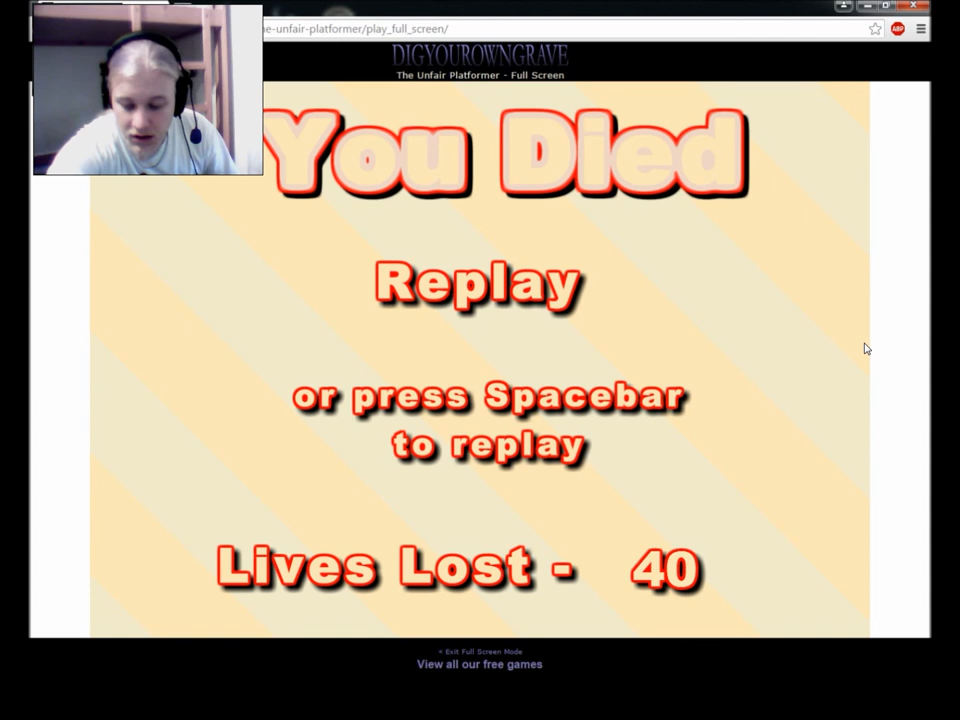 e-unfair-platformer/play_full_screen/
ABP
DIGYOUROWNGRAVE
The Unfair Platformer - Full Screen
You Died
Replay
or press Spacebar
to replay
Lives Lost - 40
< Exit Full Screen Mode
View all our free games